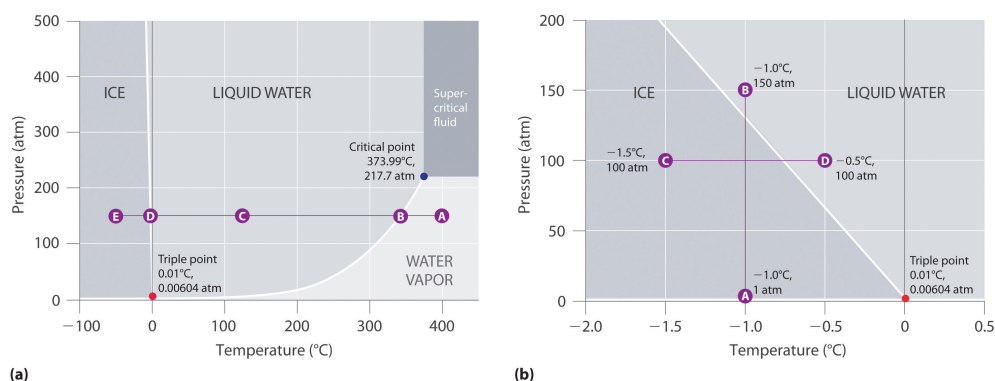 500
400
300
200
100
0
Pressure (atm)
ICE
LIQUID WATER
Super-
critical
fluid
Critical point
373.99°C,
217.7 atm
E
D
C
B
A
WATER
VAPOR
Triple point
0.01°C,
0.00604 atm
−100
0
100
200
300
400
Temperature (°C)
(a)
200
150
100
50
0
Pressure (atm)
ICE
LIQUID WATER
−1.0°C,
150 atm
B
−1.5°C,
100 atm
C
D
−0.5°C,
100 atm
−1.0°C,
1 atm
A
Triple point
0.01°C,
0.00604 atm
−2.0
−1.5
−1.0
−0.5
0
0.5
Temperature (°C)
(b)